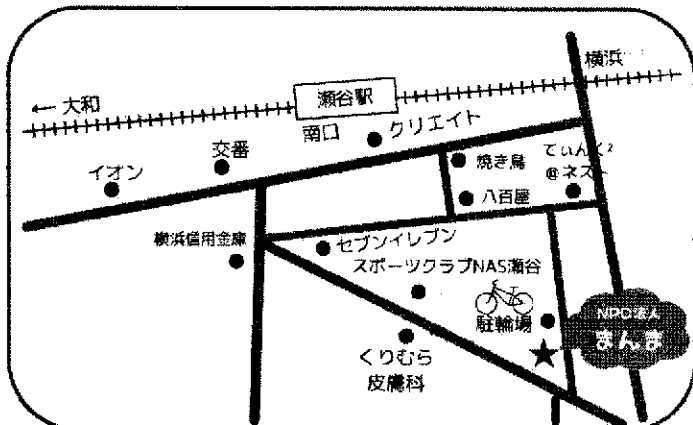 横浜
← 大和
瀬谷駅
南口
クリエイト
交番
イオン
焼き鳥
てぃんく²
@ネスト
八百屋
横浜信用金庫
セブンイレブン
スポーツクラブNAS瀬谷
駐輪場
NPO法人
まんま
くりむら
皮膚科